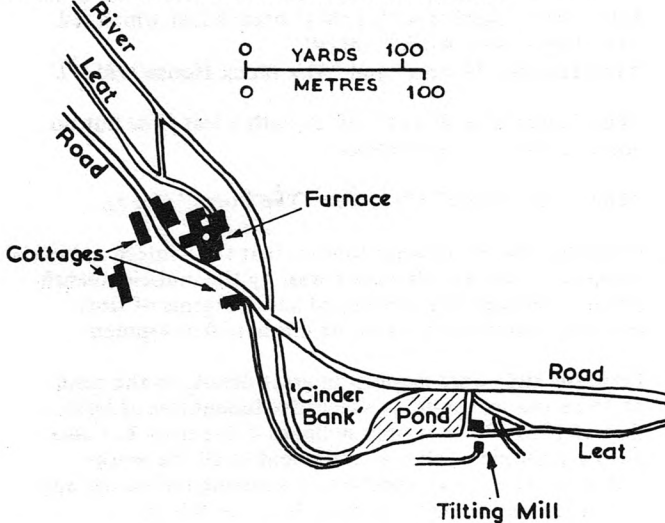 River
Leat
Road
0 YARDS 100
0 METRES 100
Furnace
Cottages
'Cinder
Bank'
Pond
Road
Leat
Tilting Mill